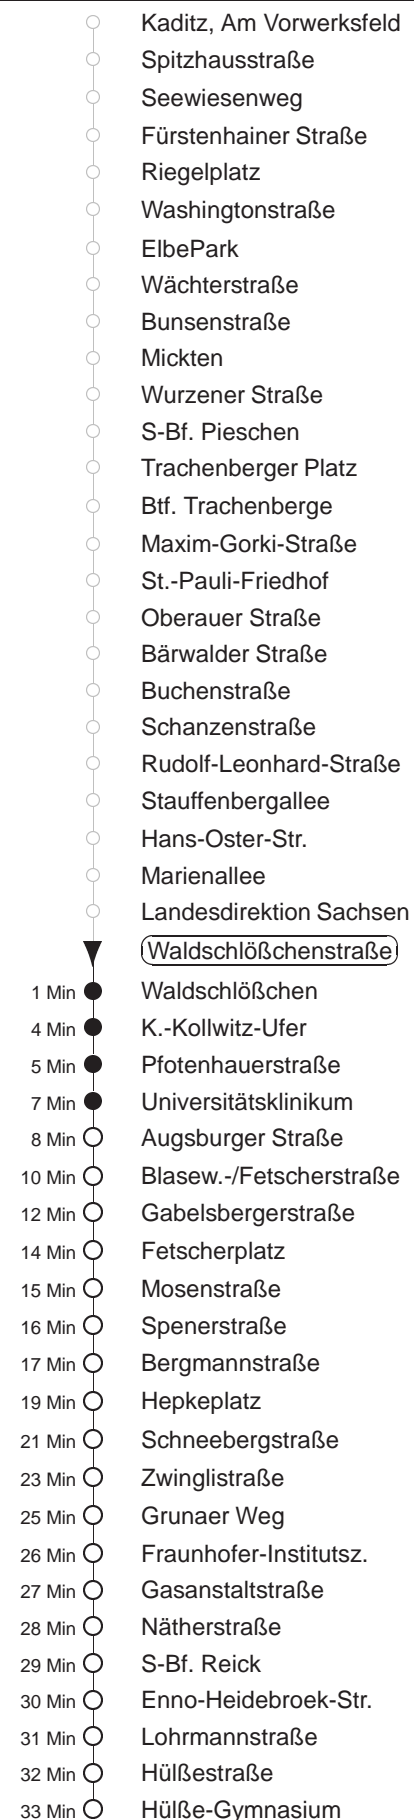 Kaditz, Am Vorwerksfeld
Spitzhausstraße
Seewiesenweg
Fürstenhainer Straße
Riegelplatz
Washingtonstraße
ElbePark
Wächterstraße
Bunsenstraße
Mickten
Wurzener Straße
S-Bf. Pieschen
Trachenberger Platz
Btf. Trachenberge
Maxim-Gorki-Straße
St.-Pauli-Friedhof
Oberauer Straße
Bärwalder Straße
Buchenstraße
Schanzenstraße
Rudolf-Leonhard-Straße
Stauffenbergallee
Hans-Oster-Str.
Marienallee
Landesdirektion Sachsen
Waldschlößchenstraße
1 Min Waldschlößchen
4 Min K.-Kollwitz-Ufer
5 Min Pfotenhauerstraße
7 Min Universitätsklinikum
8 Min Augsburger Straße
10 Min Blasew.-/Fetscherstraße
12 Min Gabelsbergerstraße
14 Min Fetscherplatz
15 Min Mosenstraße
16 Min Spenerstraße
17 Min Bergmannstraße
19 Min Hepkeplatz
21 Min Schneebergstraße
23 Min Zwinglistraße
25 Min Grunaer Weg
26 Min Fraunhofer-Institutsz.
27 Min Gasanstaltstraße
28 Min Nätherstraße
29 Min S-Bf. Reick
30 Min Enno-Heidebroek-Str.
31 Min Lohrmannstraße
32 Min Hülßestraße
33 Min Hülße-Gymnasium